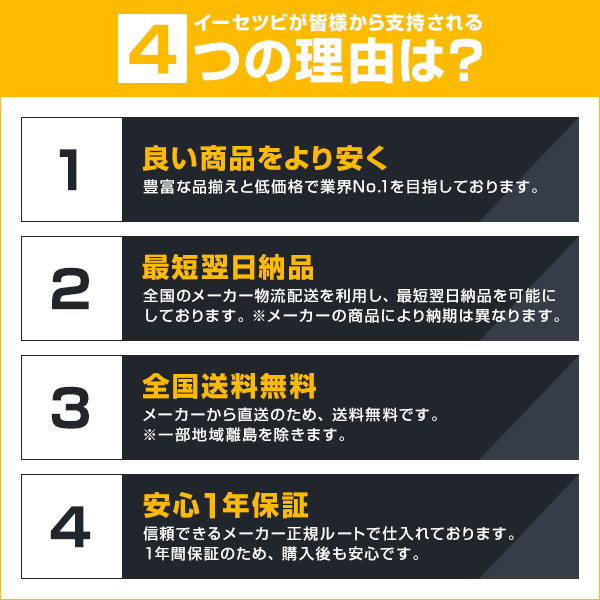 イーセツビが皆様から支持される
4つの理由は?
1
良い商品をより安く
豊富な品揃えと低価格で業界No.1を目指しております。
2
最短翌日納品
全国のメーカー物流配送を利用し、最短翌日納品を可能に
しております。※メーカーの商品により納期は異なります。
3
全国送料無料
メーカーから直送のため、送料無料です。
※一部地域離島を除きます。
4
安心1年保証
信頼できるメーカー正規ルートで仕入れております。
1年間保証のため、購入後も安心です。